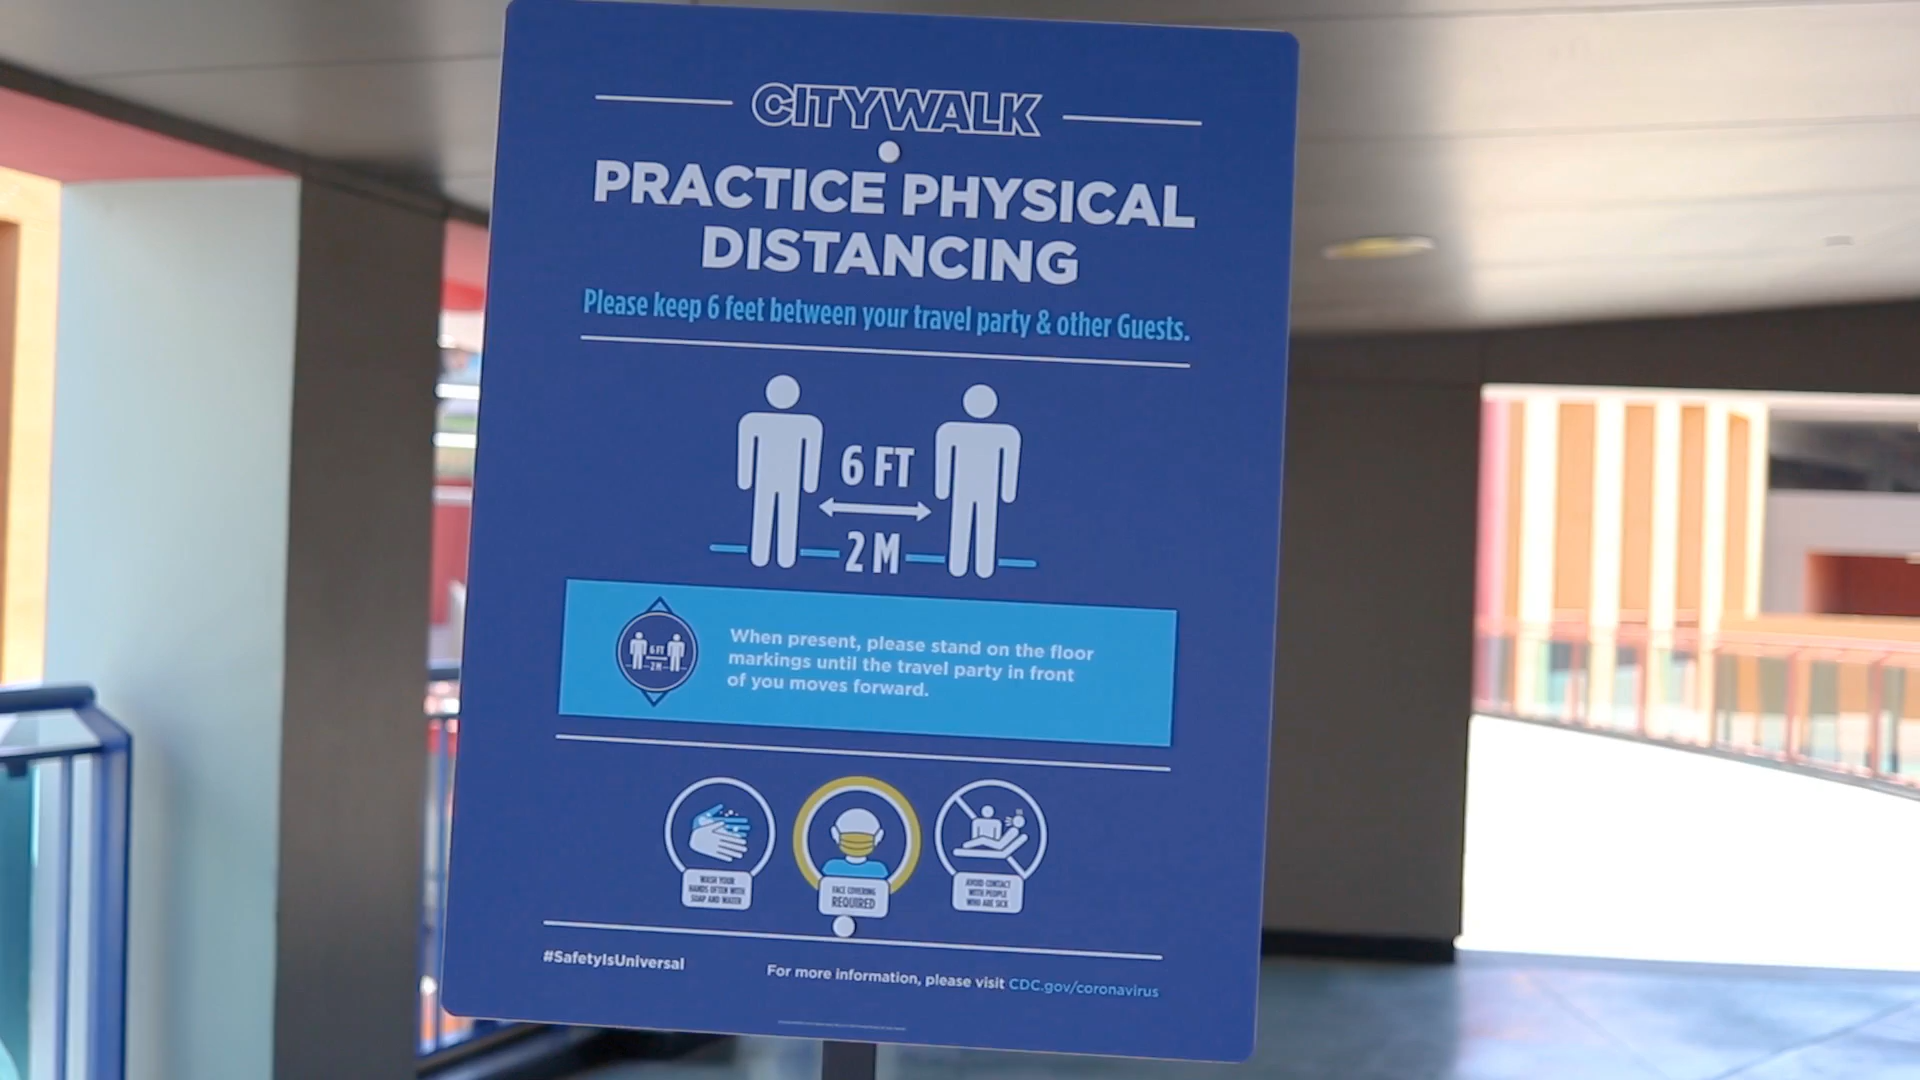 CITYWALK
PRACTICE PHYSICAL
DISTANCING
Please keep 6 feet between your travel party & other Guests.
6 FT
2 M
6 FT
2M
When present, please stand on the floor
markings until the travel party in front
of you moves forward.
WASH YOUR
HANDS OFTEN WITH
SOAP AND WATER
FACE COVERING
REQUIRED
AVOID CONTACT
WITH PEOPLE
WHO ARE SICK
#SafetyIsUniversal
For more information, please visit CDC.gov/coronavirus